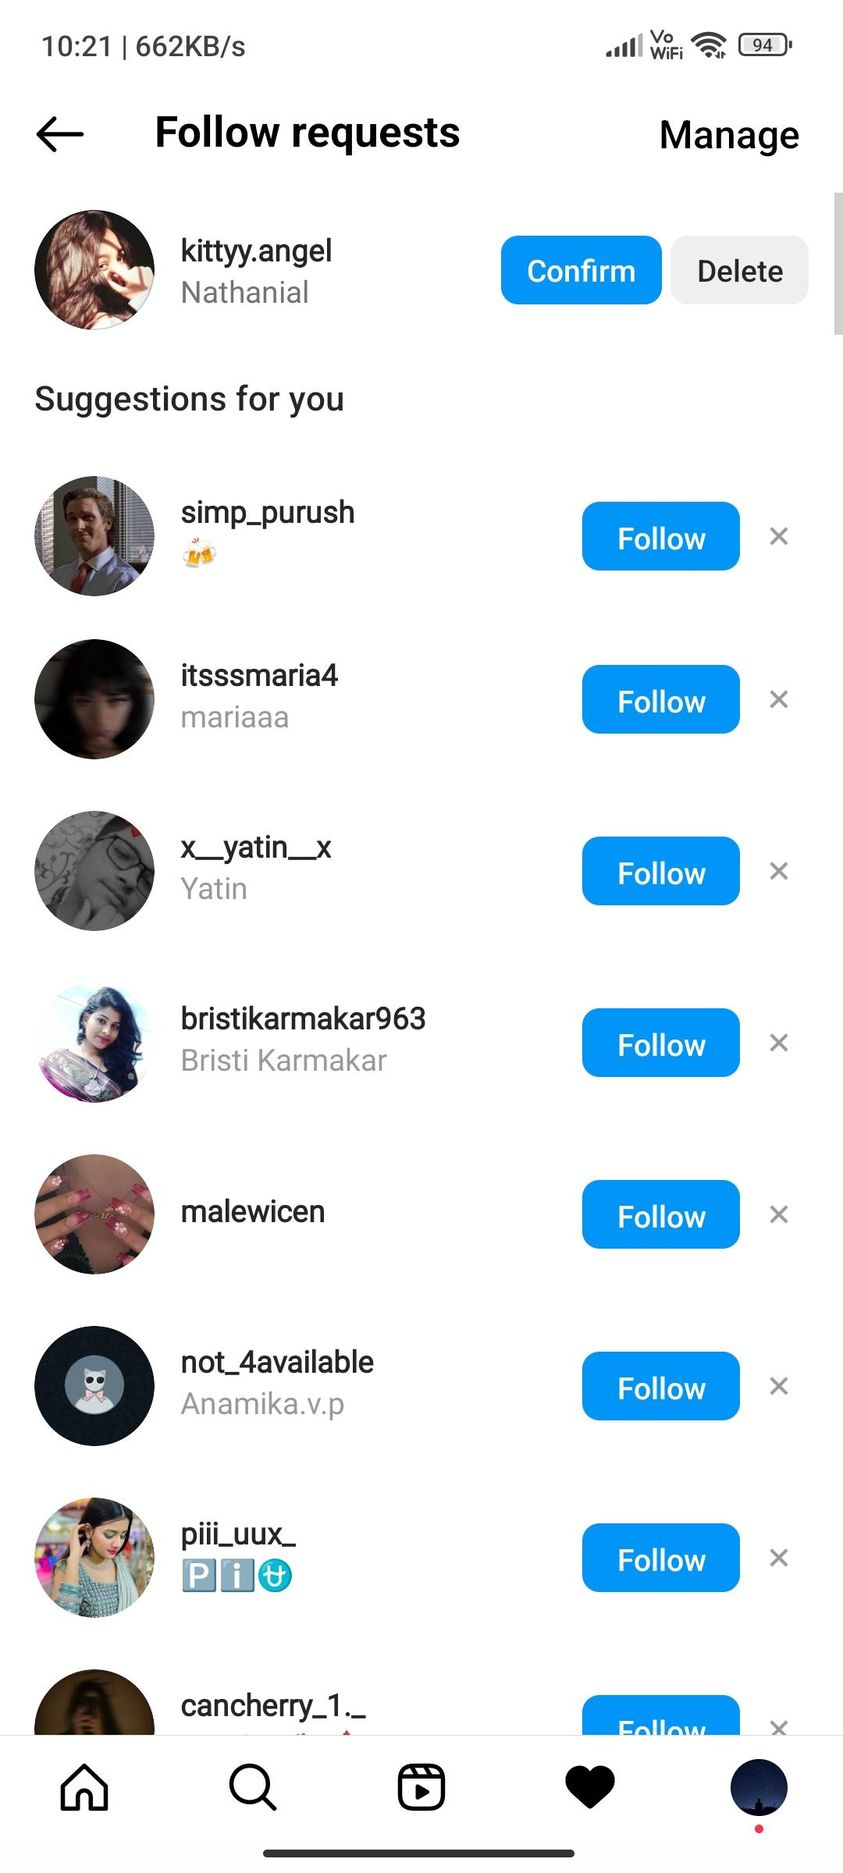 10:21 | 662KB/s
Vo
WiFi
94
Follow requests
Manage
kittyy.angel
Nathanial
Confirm
Delete
Suggestions for you
simp_purush
🍻
Follow
itsssmaria4
mariaaa
Follow
x__yatin__x
Yatin
Follow
bristikarmakar963
Bristi Karmakar
Follow
malewicen
Follow
not_4available
Anamika.v.p
Follow
piii_uux_
🅿️ℹ️⛎
Follow
cancherry_1._
Follow